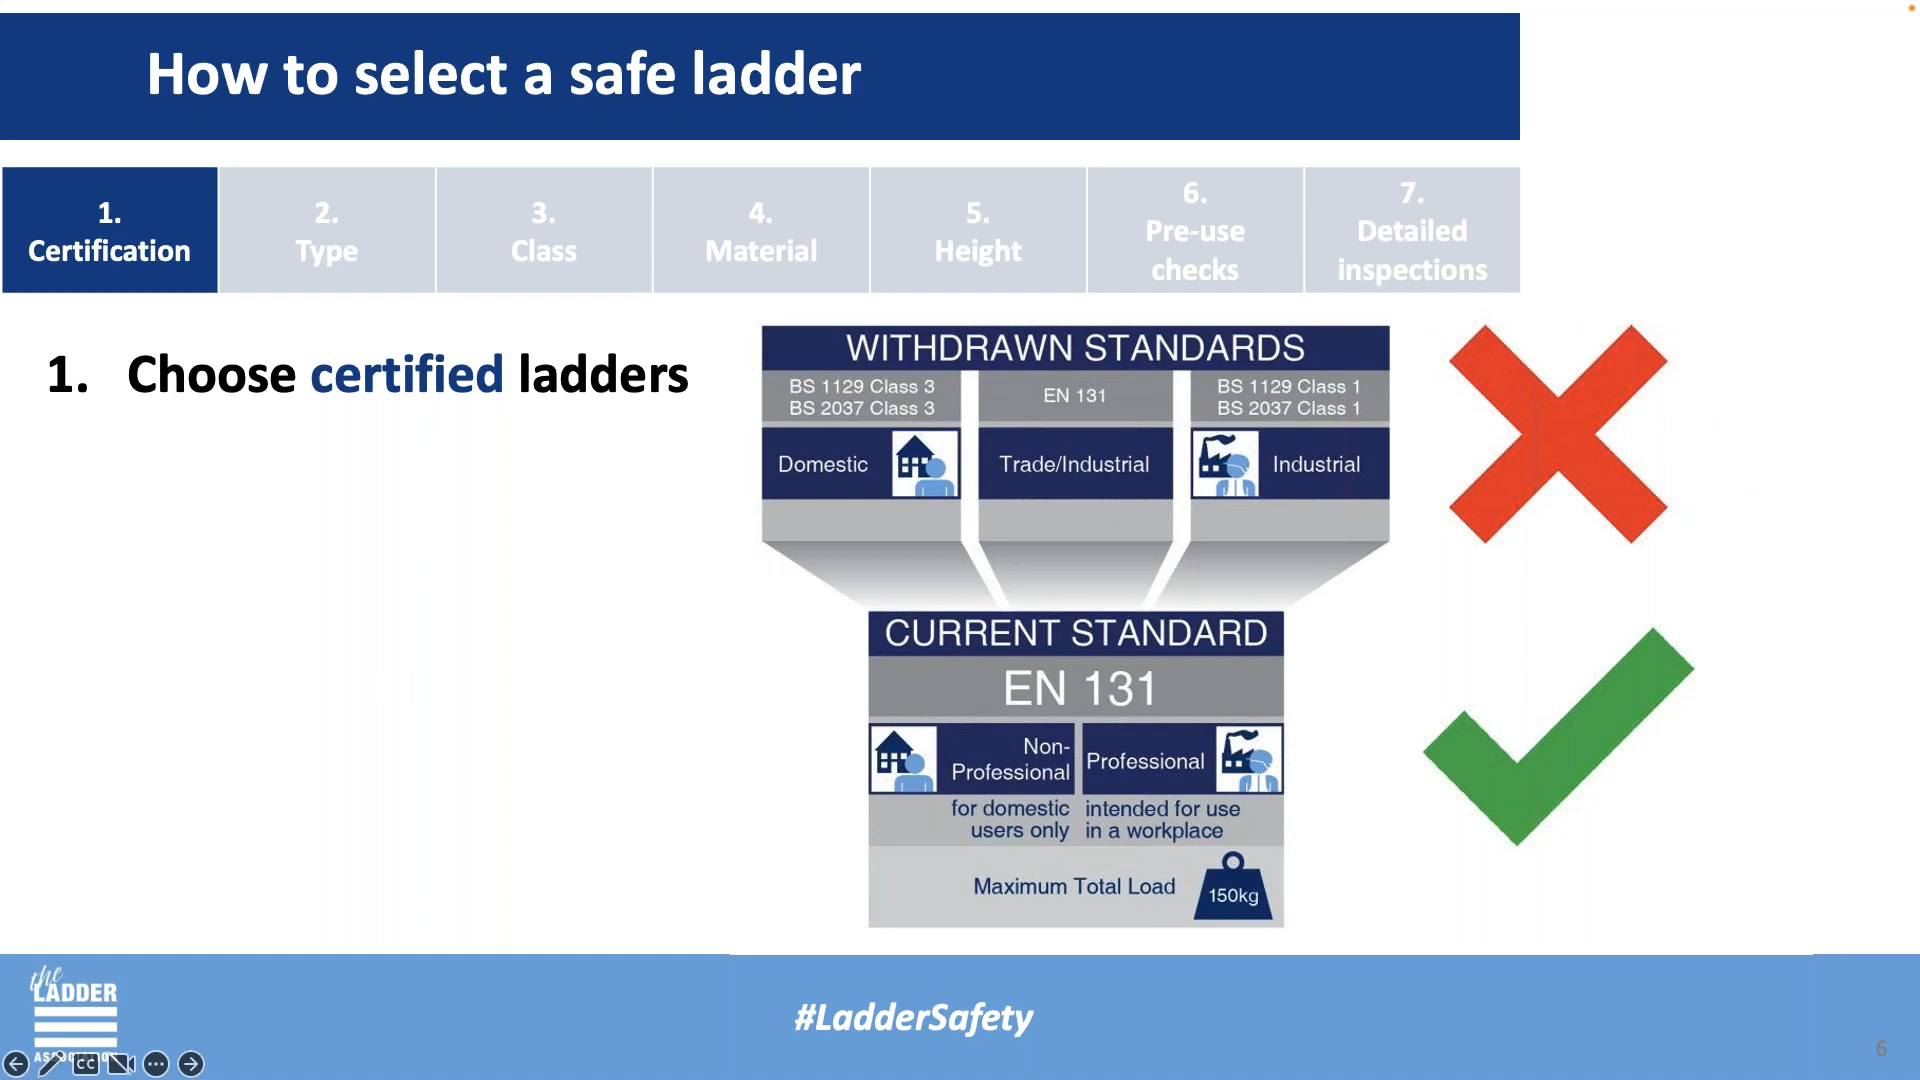 How to select a safe ladder
1.
Certification
2.
Type
3.
Class
4.
Material
5.
Height
6.
Pre-use
checks
7.
Detailed
inspections
1. Choose certified ladders
WITHDRAWN STANDARDS
BS 1129 Class 3
BS 2037 Class 3
EN 131
BS 1129 Class 1
BS 2037 Class 1
Domestic
Trade/Industrial
Industrial
CURRENT STANDARD
EN 131
Non-
Professional
Professional
for domestic
users only
intended for use
in a workplace
Maximum Total Load
150kg
the
LADDER
ASSOCIATION
#LadderSafety
CC
6